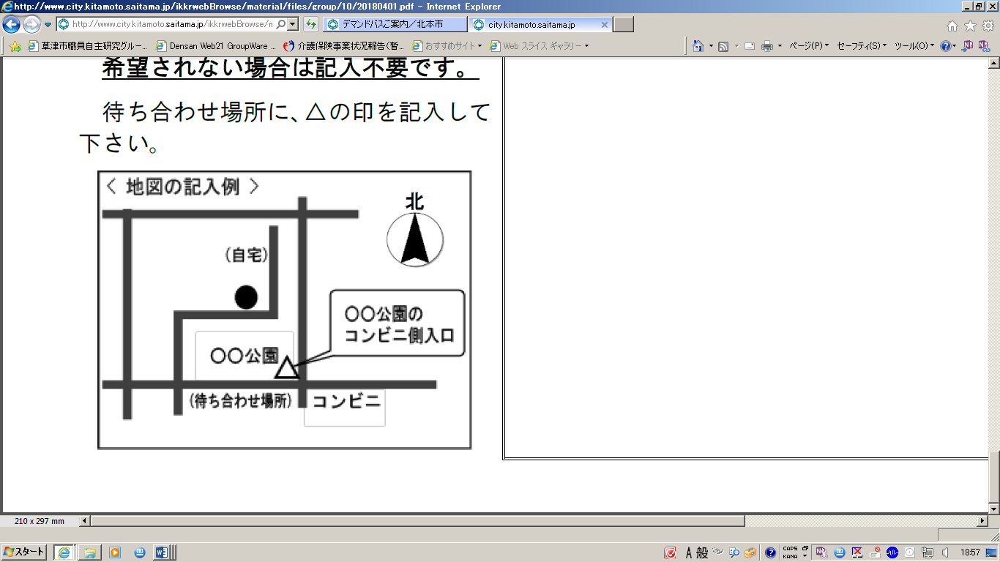 http://www.city.kitamoto.saitama.jp/ikkrwebBrowse/material/files/group/10/20180401.pdf - Internet Explorer
http://www.city.kitamoto.saitama.jp/ikkrwebBrowse/n
デマンドバスご案内／北本市
city.kitamoto.saitama.jp
草津市職員自主研究グルー...
Densan Web21 GroupWare ...
介護保険事業状況報告(暫...
おすすめサイト
Web スライス ギャラリー
ページ(P)
セーフティ(S)
ツール(O)
希望されない場合は記入不要です。
待ち合わせ場所に、△の印を記入して
下さい。
〈 地図の記入例 〉
北
(自宅)
〇〇公園の
コンビニ側入口
〇〇公園
(待ち合わせ場所)
コンビニ
210 x 297 mm
スタート
A 般
CAPS
KANA
18:57